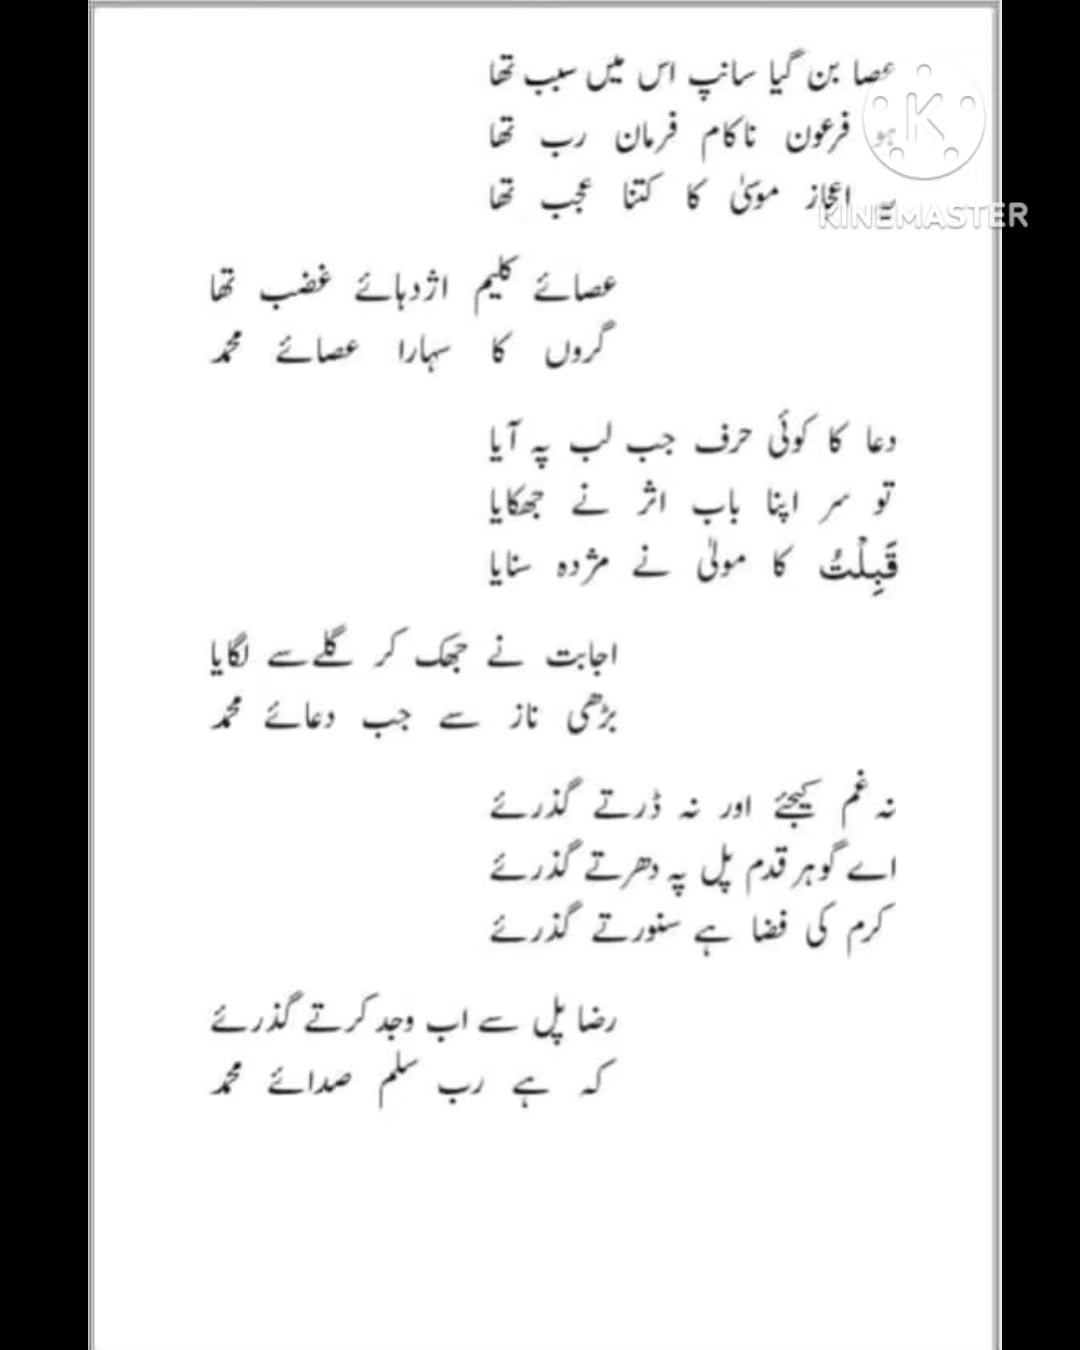 عصا بن گیا سانپ اس میں سبب تھا
KINEMASTER
ہو فرعون ناکام فرمان رب تھا
یہ اعجاز موسیٰ کا کتنا عجب تھا
عصائے کلیم اژدہائے غضب تھا
گروں کا سہارا عصائے محمد
دعا کا کوئی حرف جب لب پہ آیا
تو سر اپنا باب اثر نے جھکایا
قَبِلْتُ کا مولیٰ نے مژدہ سنایا
اجابت نے جھک کر گلے سے لگایا
بڑھی ناز سے جب دعائے محمد
نہ غم کیجئے اور نہ ڈرتے گذرئے
اے گوہر قدم پل پہ دھرتے گذرئے
کرم کی فضا ہے سنورتے گذرئے
رضا پل سے اب وجد کرتے گذرئے
کہ ہے رب سلم صدائے محمد